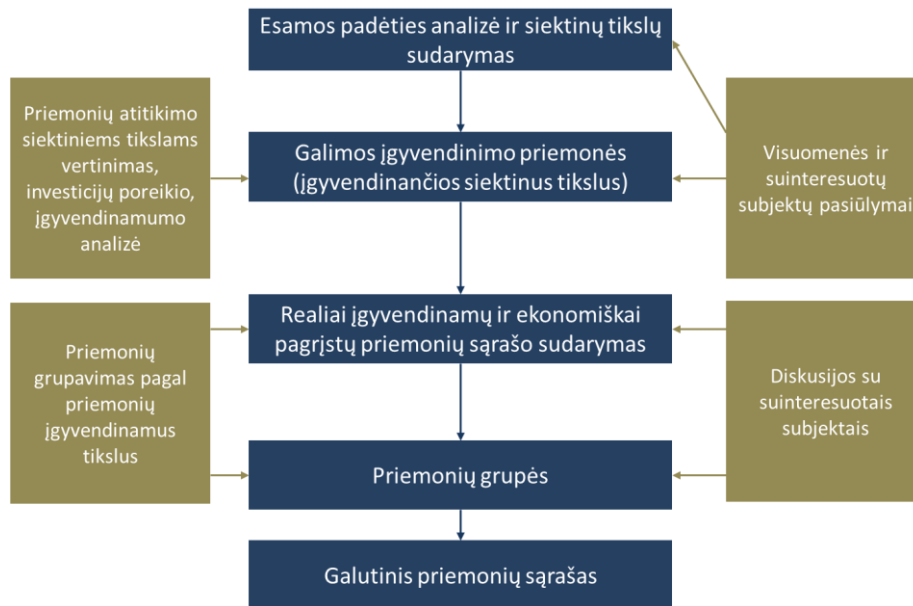 Esamos padėties analizė ir siektinų tikslų
sudarymas
Priemonių atitikimo
siektiniems tikslams
vertinimas,
investicijų poreikio,
įgyvendinamumo
analizė
Galimos įgyvendinimo priemonės
(įgyvendinančios siektinus tikslus)
Visuomenės ir
suinteresuotų
subjektų pasiūlymai
Realiai įgyvendinamų ir ekonomiškai
pagrįstų priemonių sąrašo sudarymas
Priemonių
grupavimas pagal
priemonių
įgyvendinamus
tikslus
Diskusijos su
suinteresuotais
subjektais
Priemonių grupės
Galutinis priemonių sąrašas